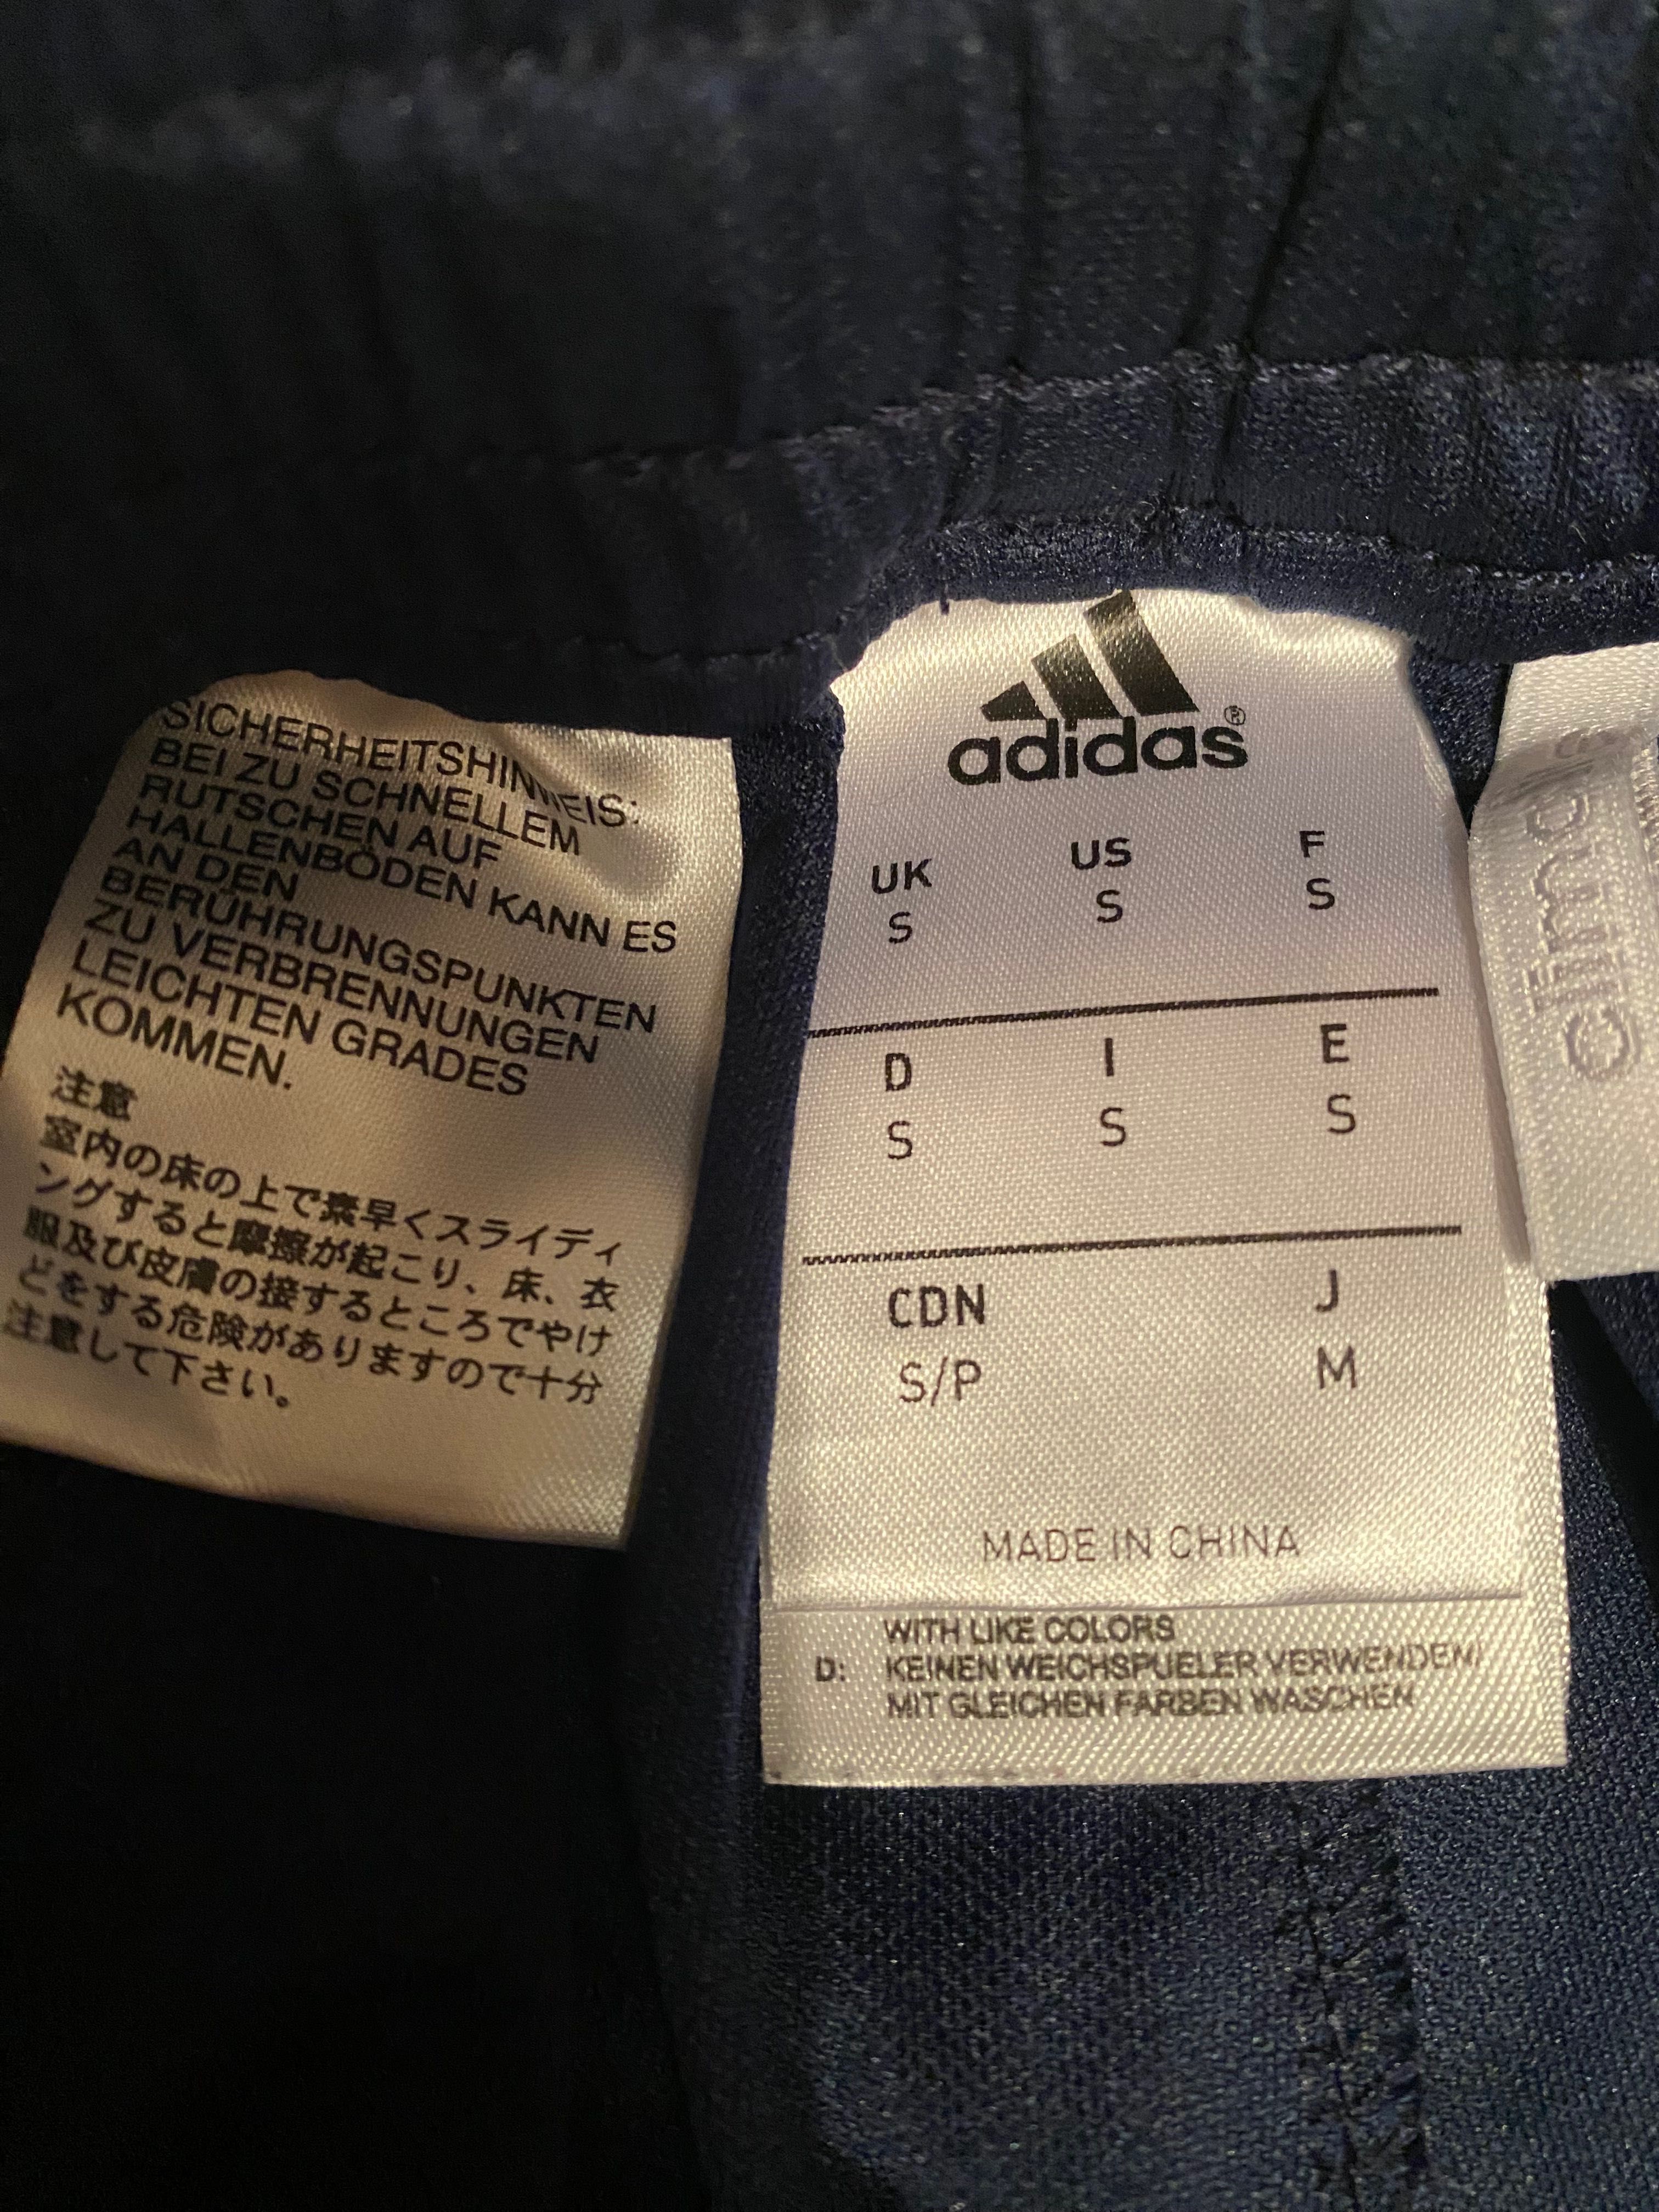 SICHERHEITSHINWEIS:
BEI ZU SCHNELLEM
RUTSCHEN AUF
HALLENBÖDEN KANN ES
AN DEN
BERÜHRUNGSPUNKTEN
ZU VERBRENNUNGEN
LEICHTEN GRADES
KOMMEN.
注意
室内の床の上で素早くスライディ
ングすると摩擦が起こり、床、衣
服及び皮膚の接するところでやけ
どをする危険がありますので十分
注意して下さい。
adidas®
UK US F
S S S
D I E
S S S
CDN J
S/P M
MADE IN CHINA
WITH LIKE COLORS
D: KEINEN WEICHSPUELER VERWENDEN/
MIT GLEICHEN FARBEN WASCHEN